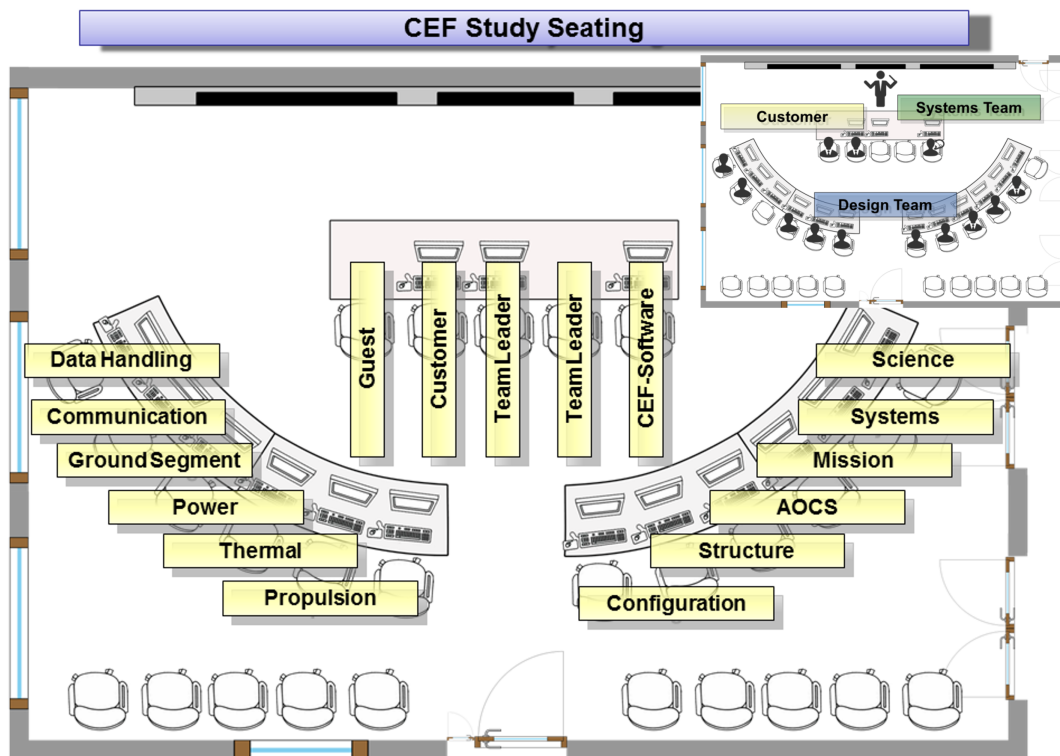 CEF Study Seating
Customer
Systems Team
Design Team
Guest
Customer
Team Leader
Team Leader
CEF-Software
Data Handling
Communication
Ground Segment
Power
Thermal
Propulsion
Science
Systems
Mission
AOCS
Structure
Configuration